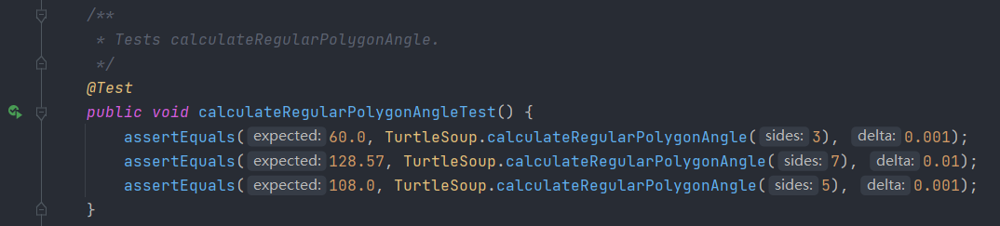 /**
 * Tests calculateRegularPolygonAngle.
 */
@Test
public void calculateRegularPolygonAngleTest() {
    assertEquals( expected: 60.0, TurtleSoup.calculateRegularPolygonAngle( sides: 3), delta: 0.001);
    assertEquals( expected: 128.57, TurtleSoup.calculateRegularPolygonAngle( sides: 7), delta: 0.01);
    assertEquals( expected: 108.0, TurtleSoup.calculateRegularPolygonAngle( sides: 5), delta: 0.001);
}